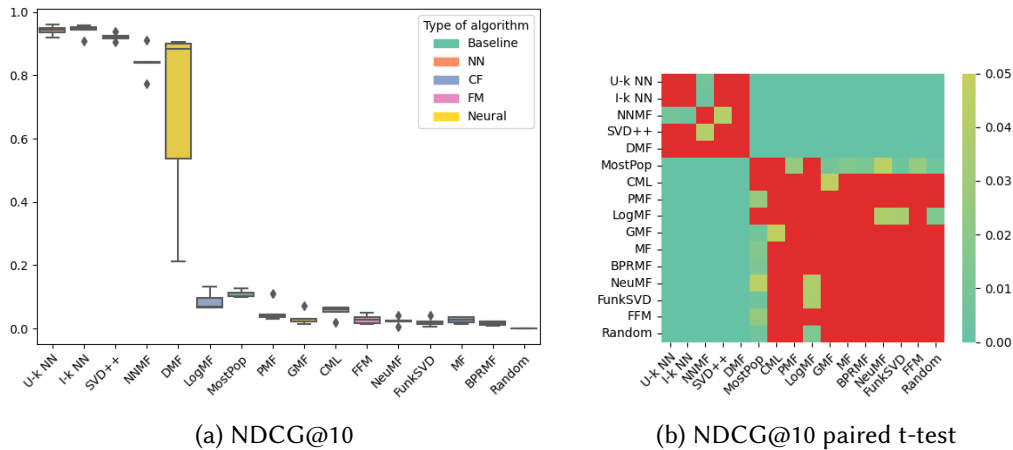 1.0
0.8
0.6
0.4
0.2
0.0
Type of algorithm
Baseline
NN
CF
FM
Neural
U-k NN
I-k NN
SVD++
NNMF
DMF
LogMF
MostPop
PMF
GMF
CML
FFM
NeuMF
FunkSVD
MF
BPRMF
Random
(a) NDCG@10
U-k NN
I-k NN
NNMF
SVD++
DMF
MostPop
CML
PMF
LogMF
GMF
MF
BPRMF
NeuMF
FunkSVD
FFM
Random
U-k NN
I-k NN
NNMF
SVD++
DMF
MostPop
CML
PMF
LogMF
GMF
MF
BPRMF
NeuMF
FunkSVD
FFM
Random
0.05
0.04
0.03
0.02
0.01
0.00
(b) NDCG@10 paired t-test